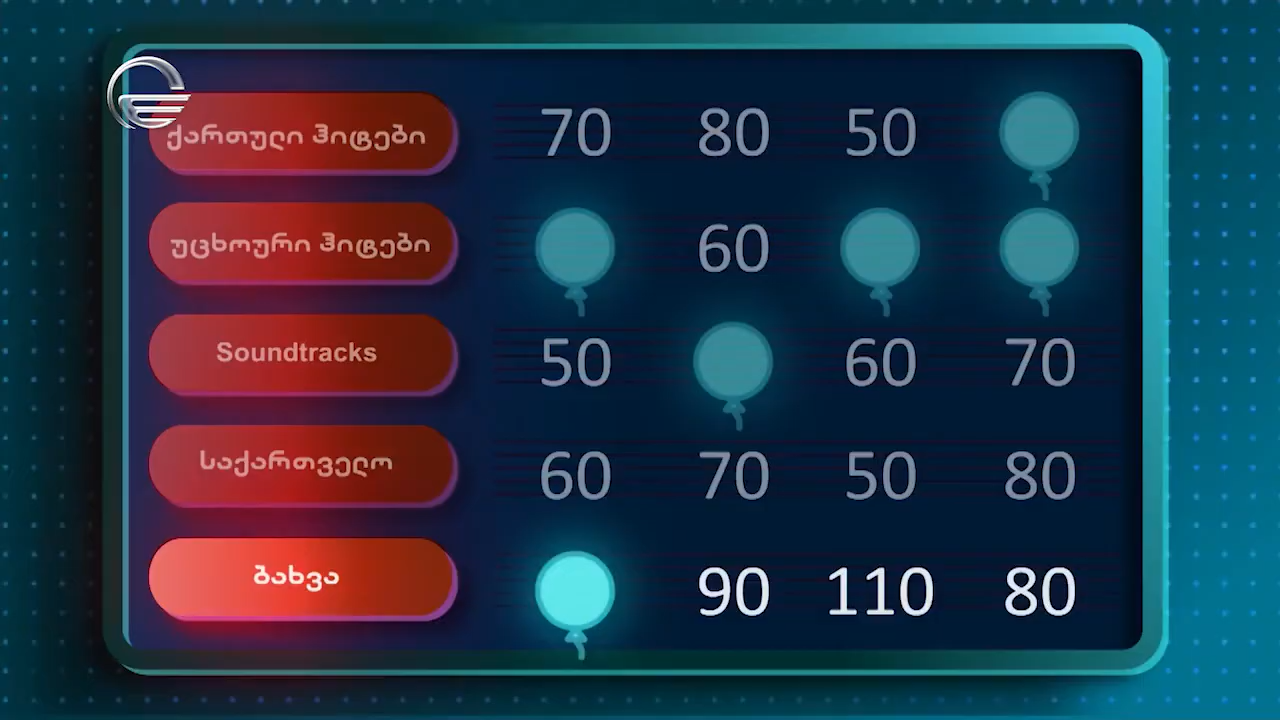 ქართული ჰიტები 70 80 50
უცხოური ჰიტები 60
Soundtracks 50 60 70
საქართველო 60 70 50 80
ბახვა 90 110 80